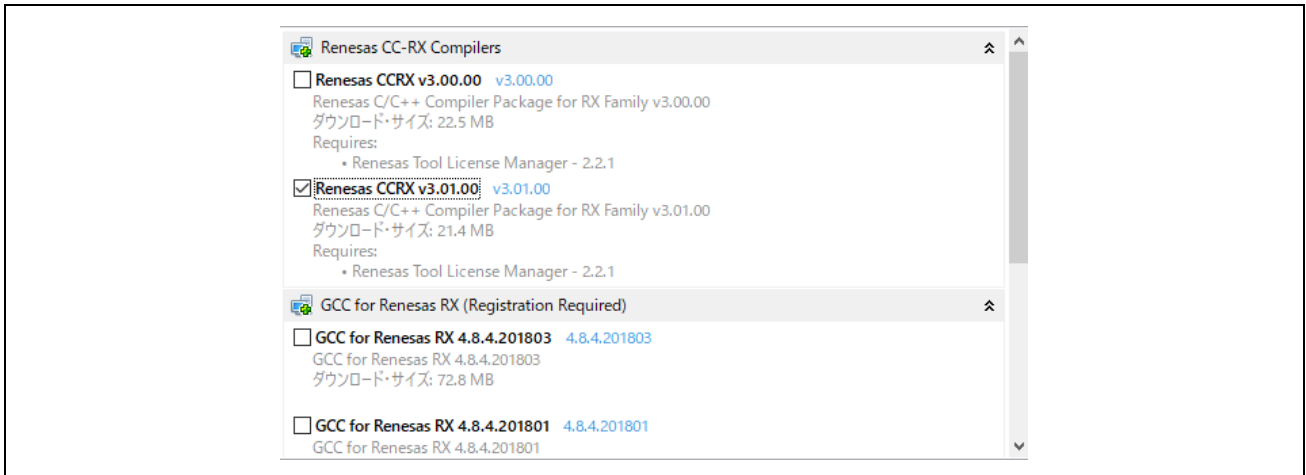 Renesas CC-RX Compilers
Renesas CCRX v3.00.00 v3.00.00
Renesas C/C++ Compiler Package for RX Family v3.00.00
ダウンロード・サイズ: 22.5 MB
Requires:
• Renesas Tool License Manager - 2.2.1
Renesas CCRX v3.01.00 v3.01.00
Renesas C/C++ Compiler Package for RX Family v3.01.00
ダウンロード・サイズ: 21.4 MB
Requires:
• Renesas Tool License Manager - 2.2.1
GCC for Renesas RX (Registration Required)
GCC for Renesas RX 4.8.4.201803 4.8.4.201803
GCC for Renesas RX 4.8.4.201803
ダウンロード・サイズ: 72.8 MB
GCC for Renesas RX 4.8.4.201801 4.8.4.201801
GCC for Renesas RX 4.8.4.201801